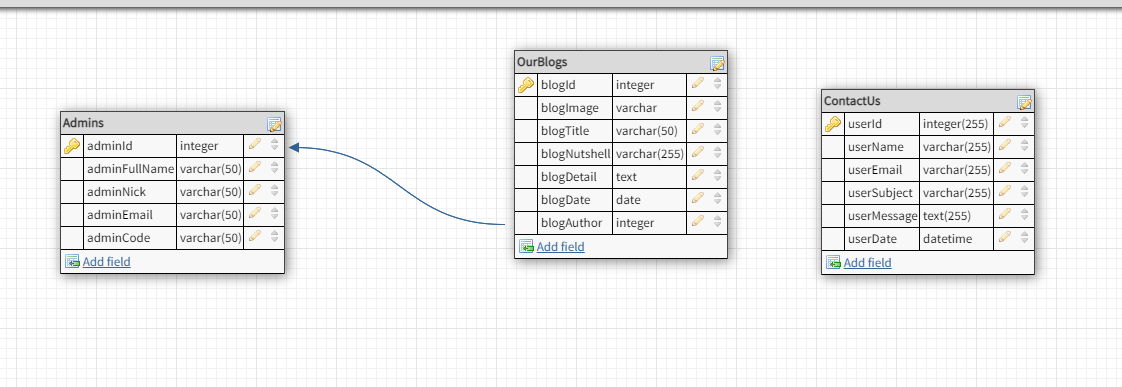 Admins
adminId integer
adminFullName varchar(50)
adminNick varchar(50)
adminEmail varchar(50)
adminCode varchar(50)
Add field
OurBlogs
blogId integer
blogImage varchar
blogTitle varchar(50)
blogNutshell varchar(255)
blogDetail text
blogDate date
blogAuthor integer
Add field
ContactUs
userId integer(255)
userName varchar(255)
userEmail varchar(255)
userSubject varchar(255)
userMessage text(255)
userDate datetime
Add field